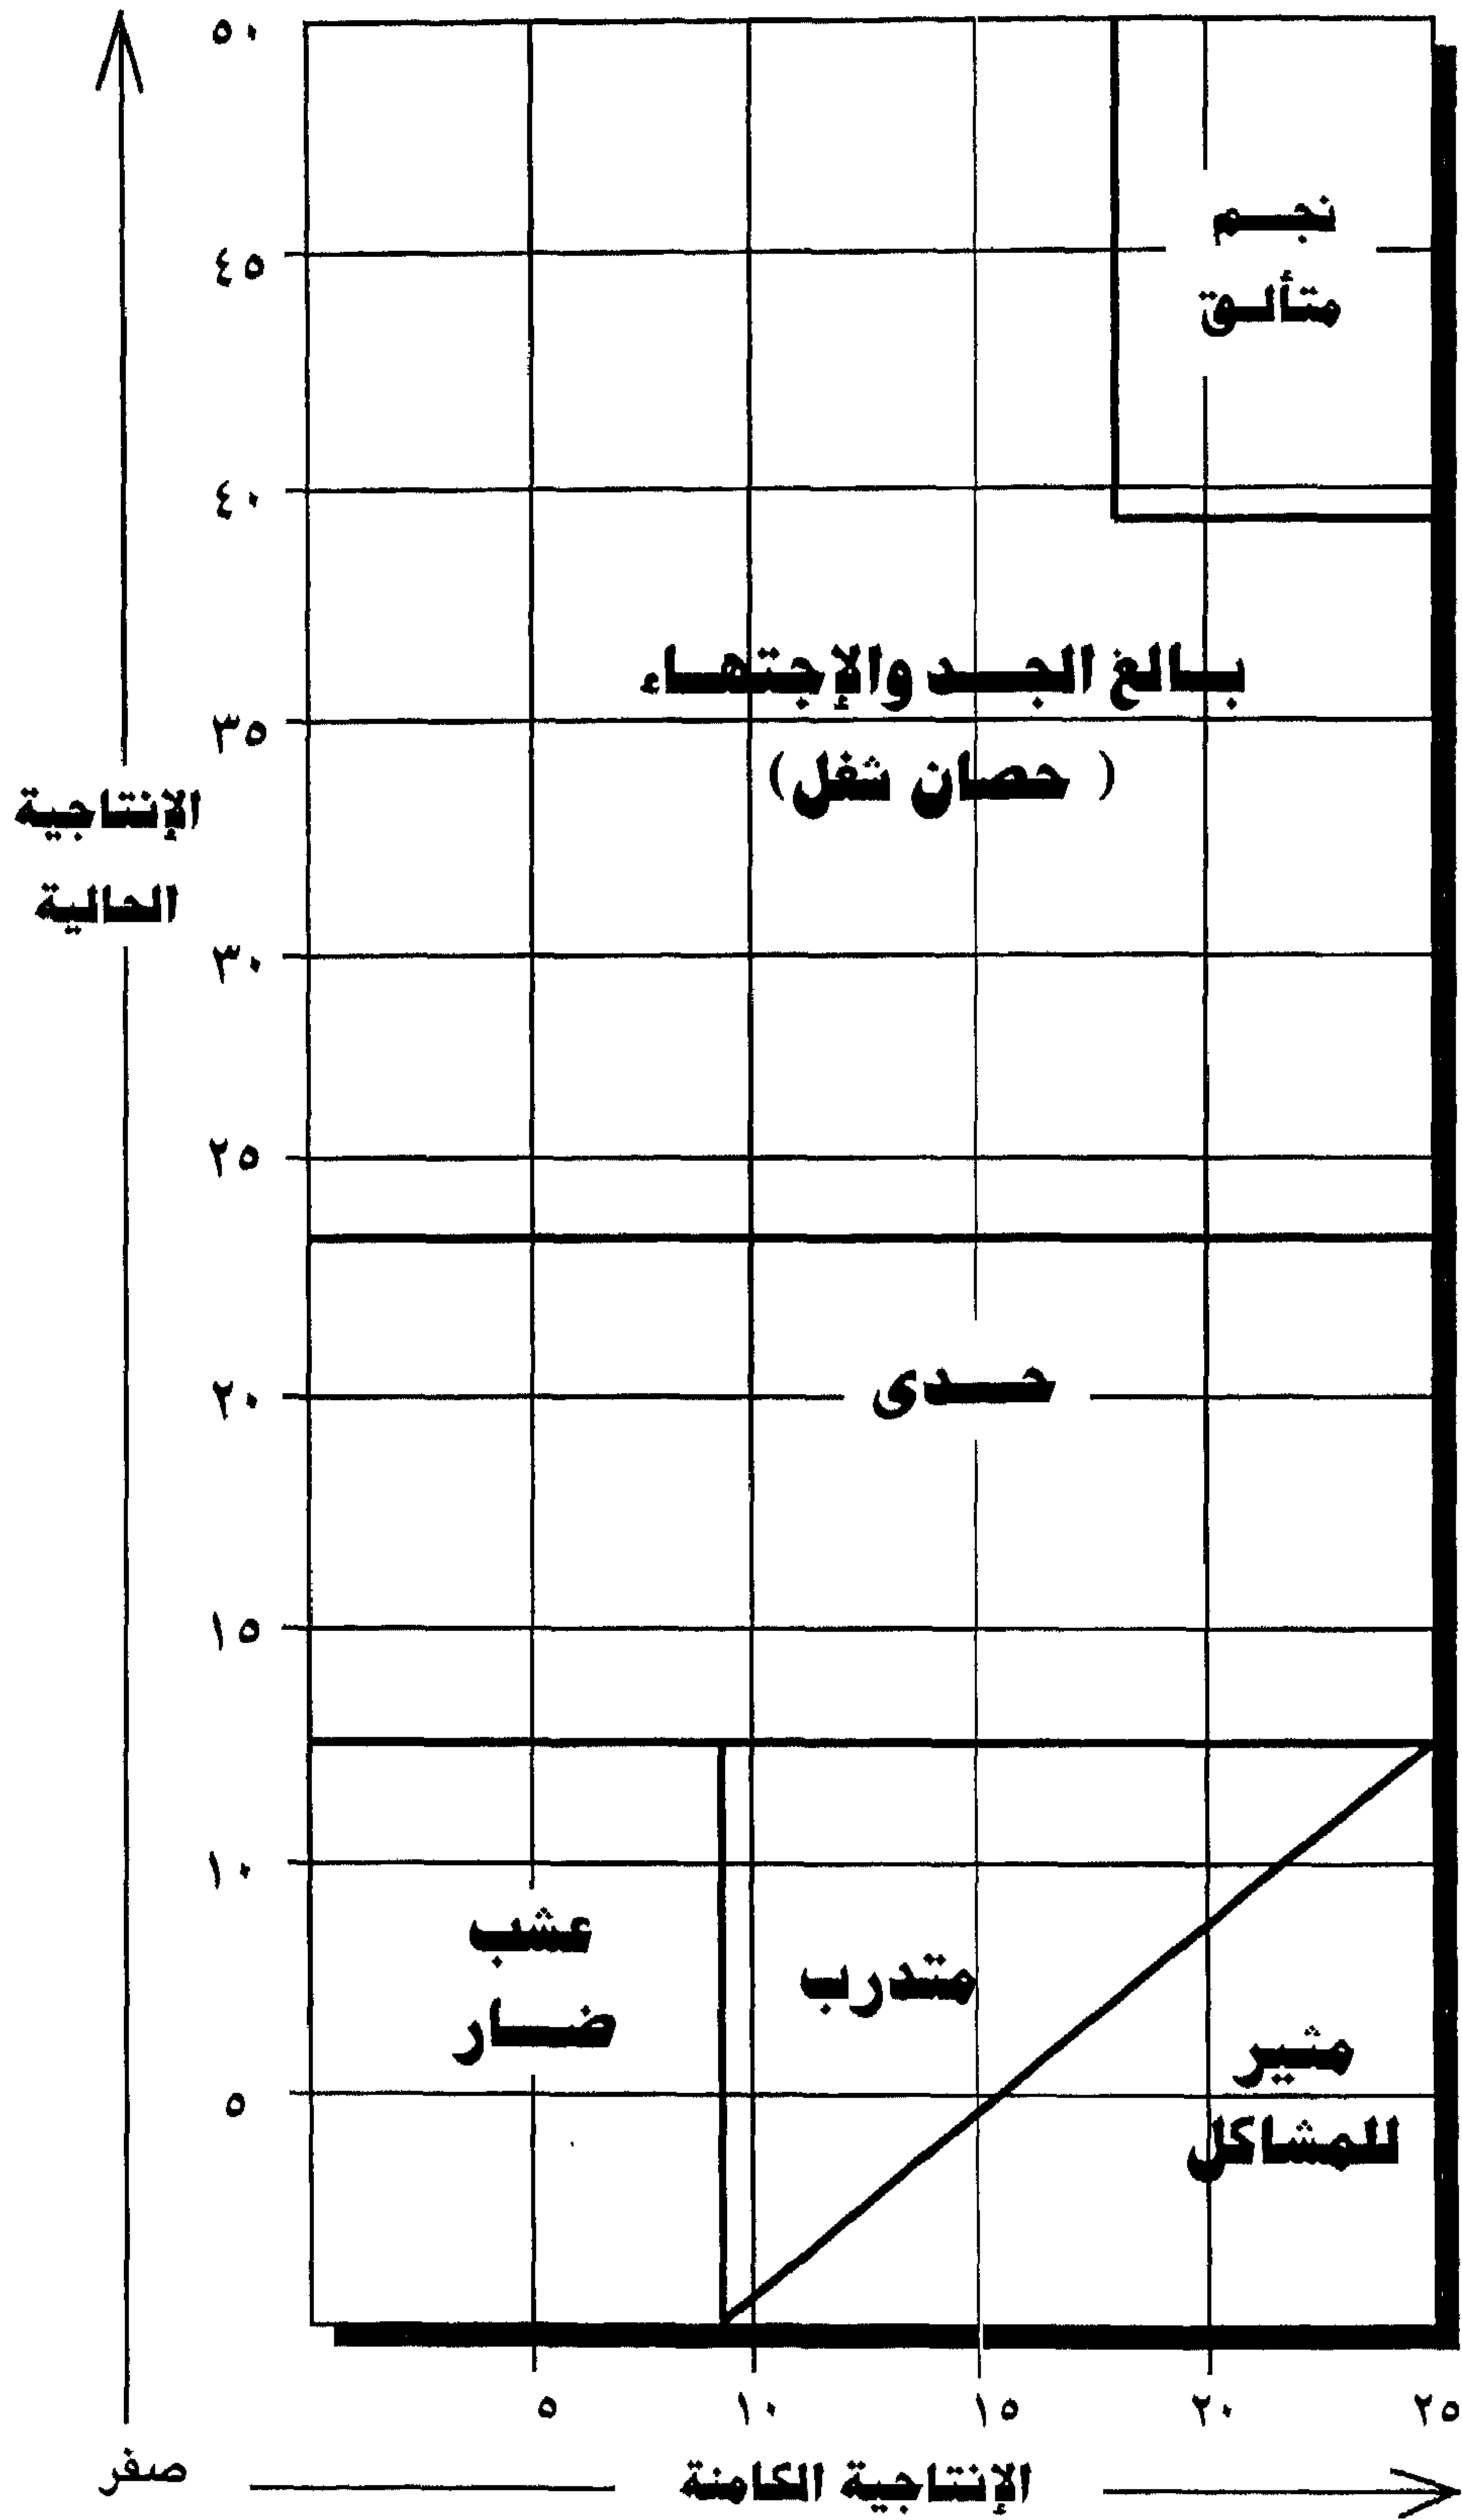 ٥٠
نجم
٤٥
متألق
٤٠
بالغ الجد والإجتهاء
٣٥
(حصان شغل)
الإنتاجية
الحالية
٣٠
٢٥
حدى
٢٠
١٥
١٠
عشب
متدرب
ضار
مثير
٥
للمشاكل
٥
١٠
١٥
٢٠
٢٥
صفر
الإنتاجية الكامنة